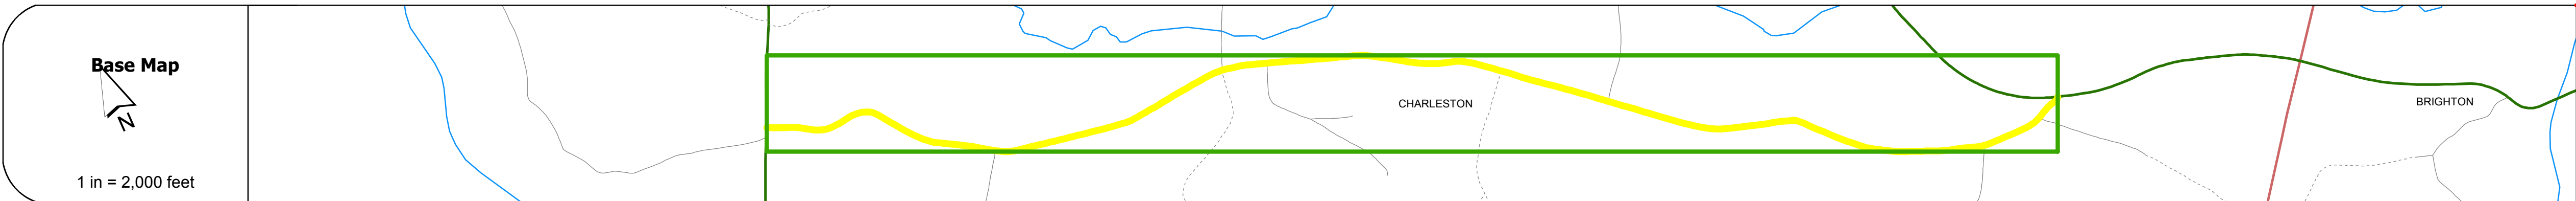 Base Map
N
1 in = 2,000 feet
CHARLESTON
BRIGHTON